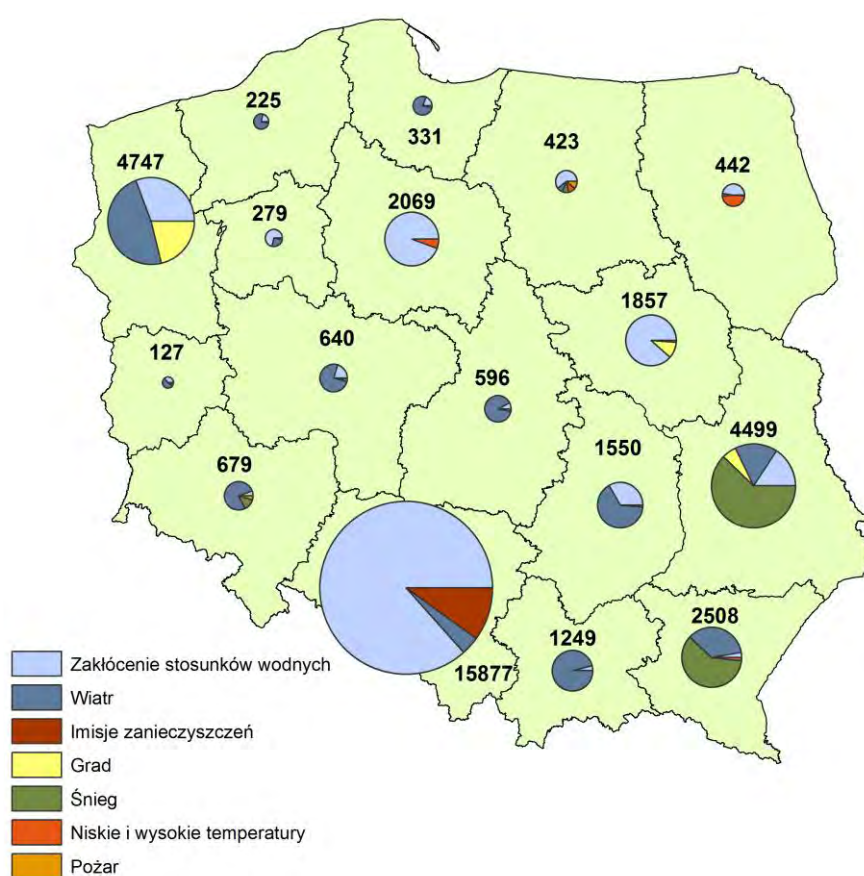 225
331
423
442
4747
279
2069
1857
127
640
596
4499
679
1550
15877
1249
2508
Zakłócenie stosunków wodnych
Wiatr
Imisje zanieczyszczeń
Grad
Śnieg
Niskie i wysokie temperatury
Pożar